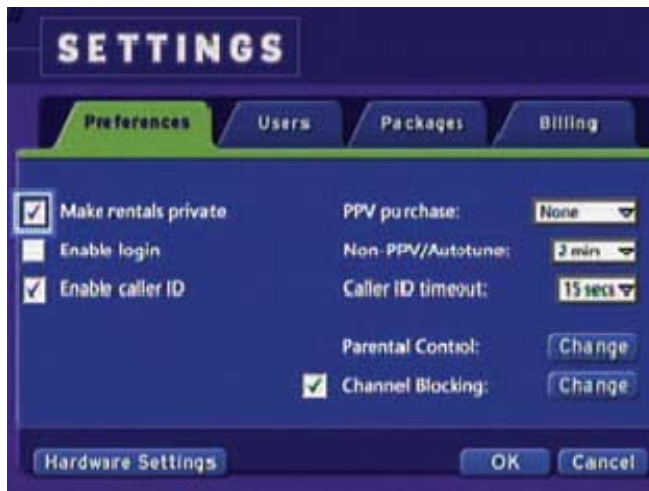 SETTINGS
Preferences Users Packages Billing
Make rentals private PPV purchase: None
Enable login Non-PPV/Autotune: 2 min
Enable caller ID Caller ID timeout: 15 secs
Parental Control: Change
Channel Blocking: Change
Hardware Settings OK Cancel